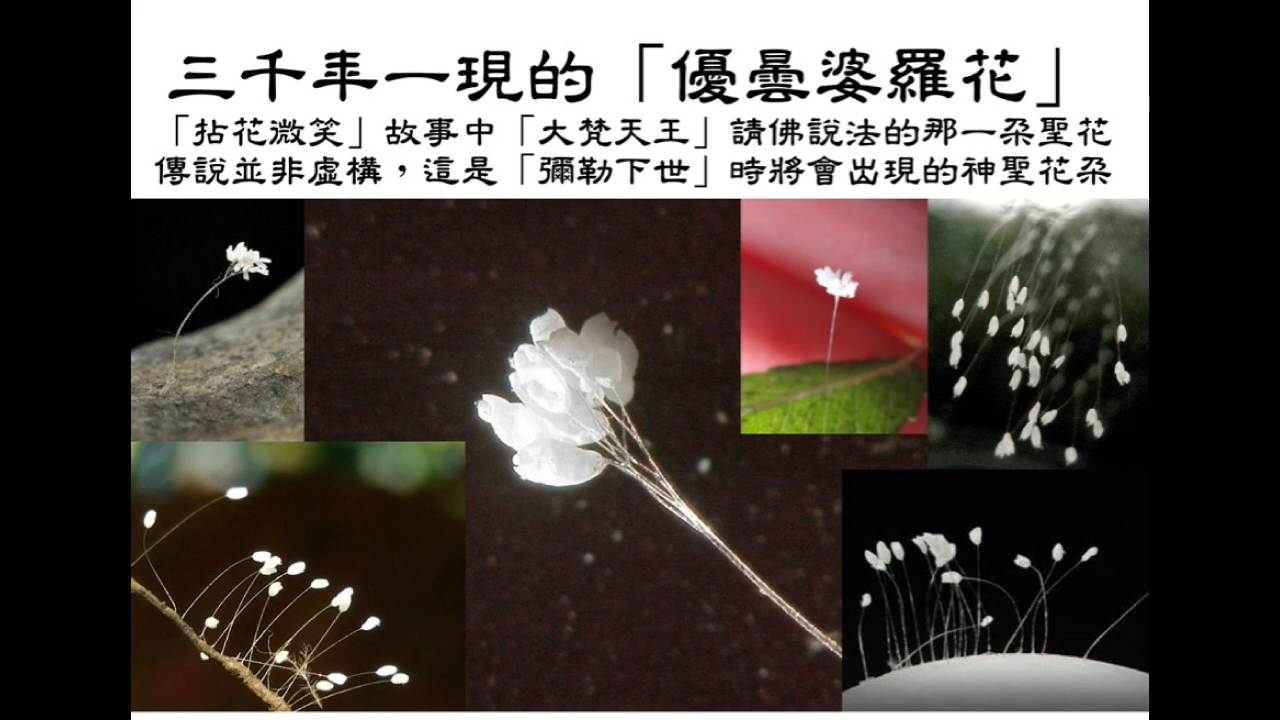 三千年一現的「優曇婆羅花」
「拈花微笑」故事中「大梵天王」請佛說法的那一朵聖花
傳說並非虛構，這是「彌勒下世」時將會出現的神聖花朵